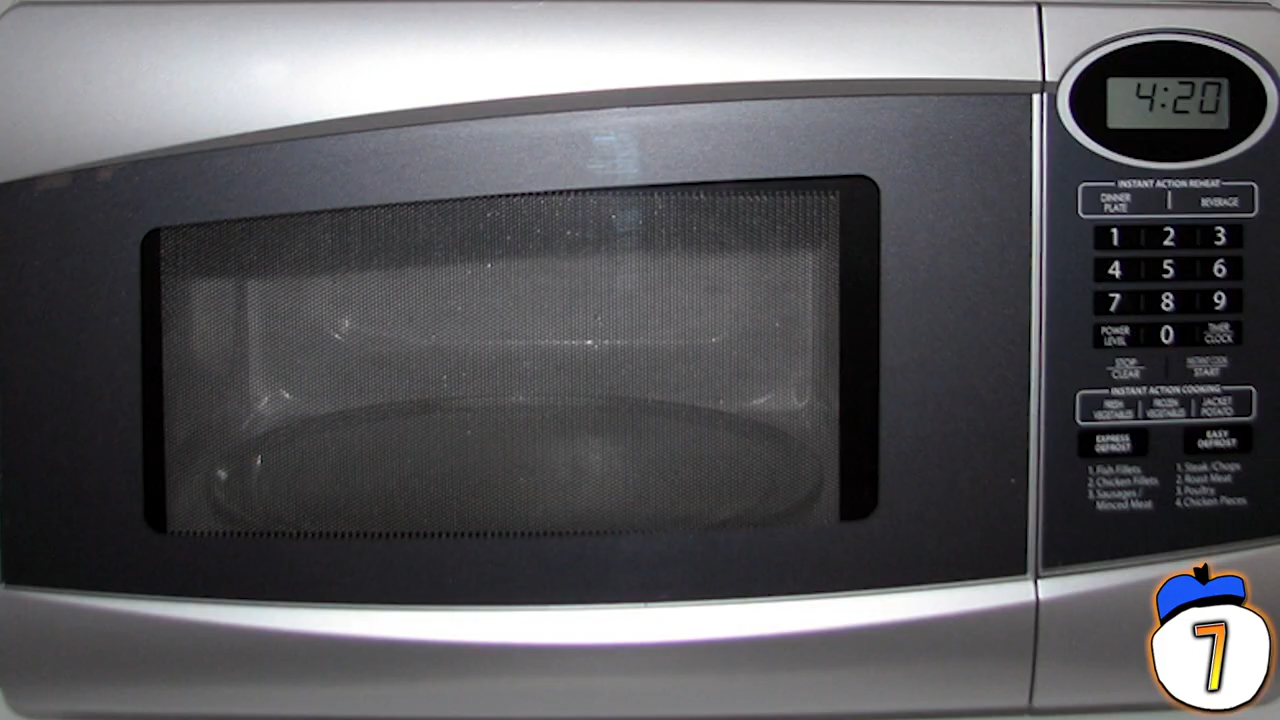 4:20
INSTANT ACTION REHEAT
DINNER PLATE | BEVERAGE
1 2 3
4 5 6
7 8 9
POWER LEVEL 0 TIMER CLOCK
STOP CLEAR INSTANT COOK START
INSTANT ACTION COOKING
FRESH VEGETABLES | FROZEN VEGETABLES | JACKET POTATO
EXPRESS DEFROST EASY DEFROST
1. Fish Fillets 1. Steak/Chops
2. Chicken Fillets 2. Roast Meat
3. Sausages/ 3. Poultry
Minced Meat 4. Chicken Pieces
7